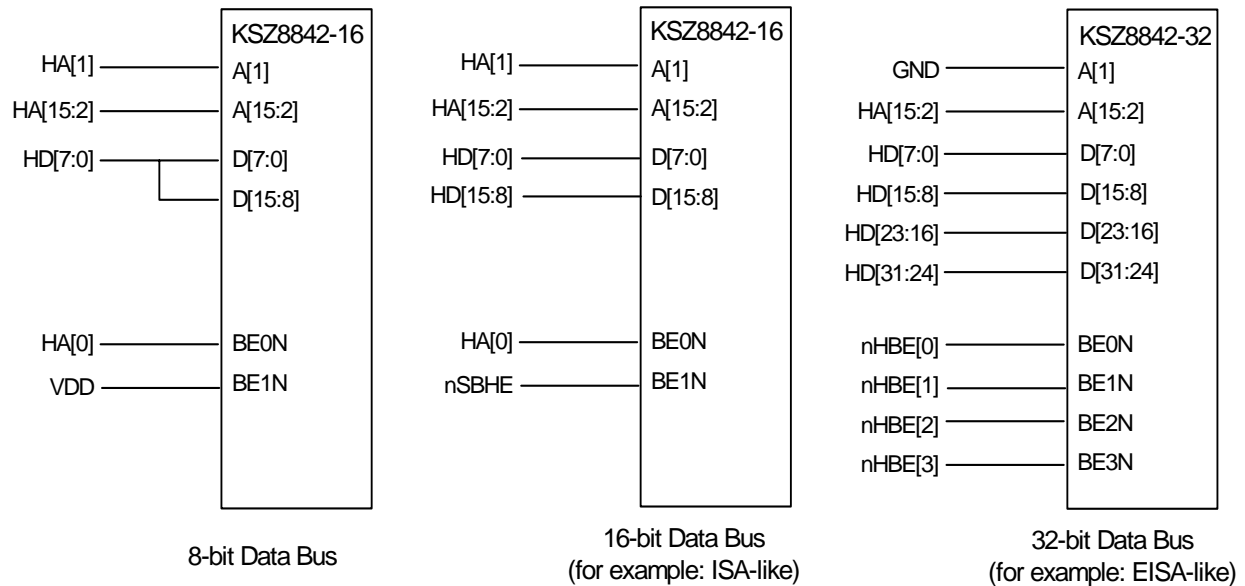 KSZ8842-16
HA[1] A[1]
HA[15:2] A[15:2]
HD[7:0] D[7:0]
D[15:8]
HA[0] BE0N
VDD BE1N
8-bit Data Bus
KSZ8842-16
HA[1] A[1]
HA[15:2] A[15:2]
HD[7:0] D[7:0]
HD[15:8] D[15:8]
HA[0] BE0N
nSBHE BE1N
16-bit Data Bus
(for example: ISA-like)
KSZ8842-32
GND A[1]
HA[15:2] A[15:2]
HD[7:0] D[7:0]
HD[15:8] D[15:8]
HD[23:16] D[23:16]
HD[31:24] D[31:24]
nHBE[0] BE0N
nHBE[1] BE1N
nHBE[2] BE2N
nHBE[3] BE3N
32-bit Data Bus
(for example: EISA-like)